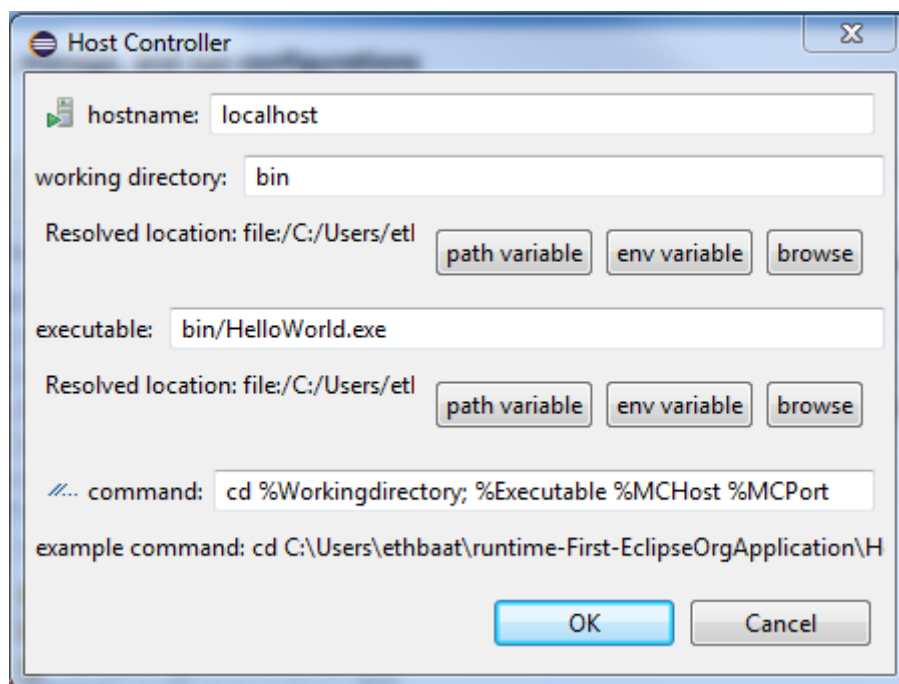 Host Controller
hostname: localhost
working directory: bin
Resolved location: file:/C:/Users/etl
path variable env variable browse
executable: bin/HelloWorld.exe
Resolved location: file:/C:/Users/etl
path variable env variable browse
//... command: cd %Workingdirectory; %Executable %MCHost %MCPort
example command: cd C:\Users\ethbaat\runtime-First-EclipseOrgApplication\H
OK Cancel